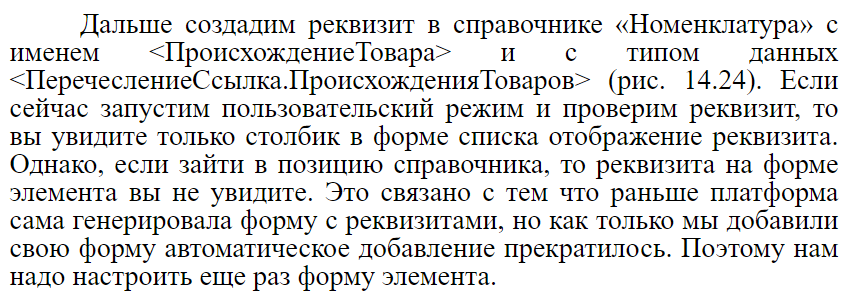 Дальше создадим реквизит в справочнике «Номенклатура» с
именем <ПроисхождениеТовара> и с типом данных
<ПеречеслениеСсылка.ПроисхожденияТоваров> (рис. 14.24). Если
сейчас запустим пользовательский режим и проверим реквизит, то
вы увидите только столбик в форме списка отображение реквизита.
Однако, если зайти в позицию справочника, то реквизита на форме
элемента вы не увидите. Это связано с тем что раньше платформа
сама генерировала форму с реквизитами, но как только мы добавили
свою форму автоматическое добавление прекратилось. Поэтому нам
надо настроить еще раз форму элемента.